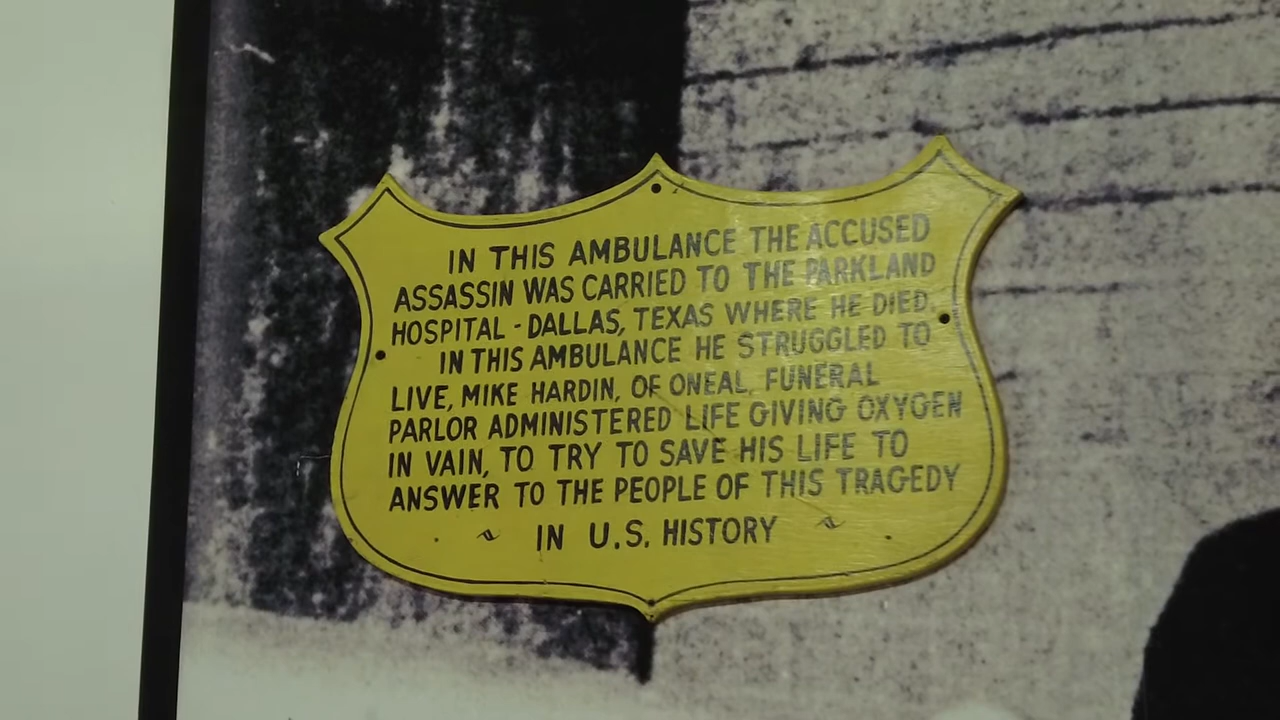 IN THIS AMBULANCE THE ACCUSED
ASSASSIN WAS CARRIED TO THE PARKLAND
HOSPITAL - DALLAS, TEXAS WHERE HE DIED.
IN THIS AMBULANCE HE STRUGGLED TO
LIVE, MIKE HARDIN, OF ONEAL FUNERAL
PARLOR ADMINISTERED LIFE GIVING OXYGEN
IN VAIN, TO TRY TO SAVE HIS LIFE TO
ANSWER TO THE PEOPLE OF THIS TRAGEDY
~ IN U.S. HISTORY ~